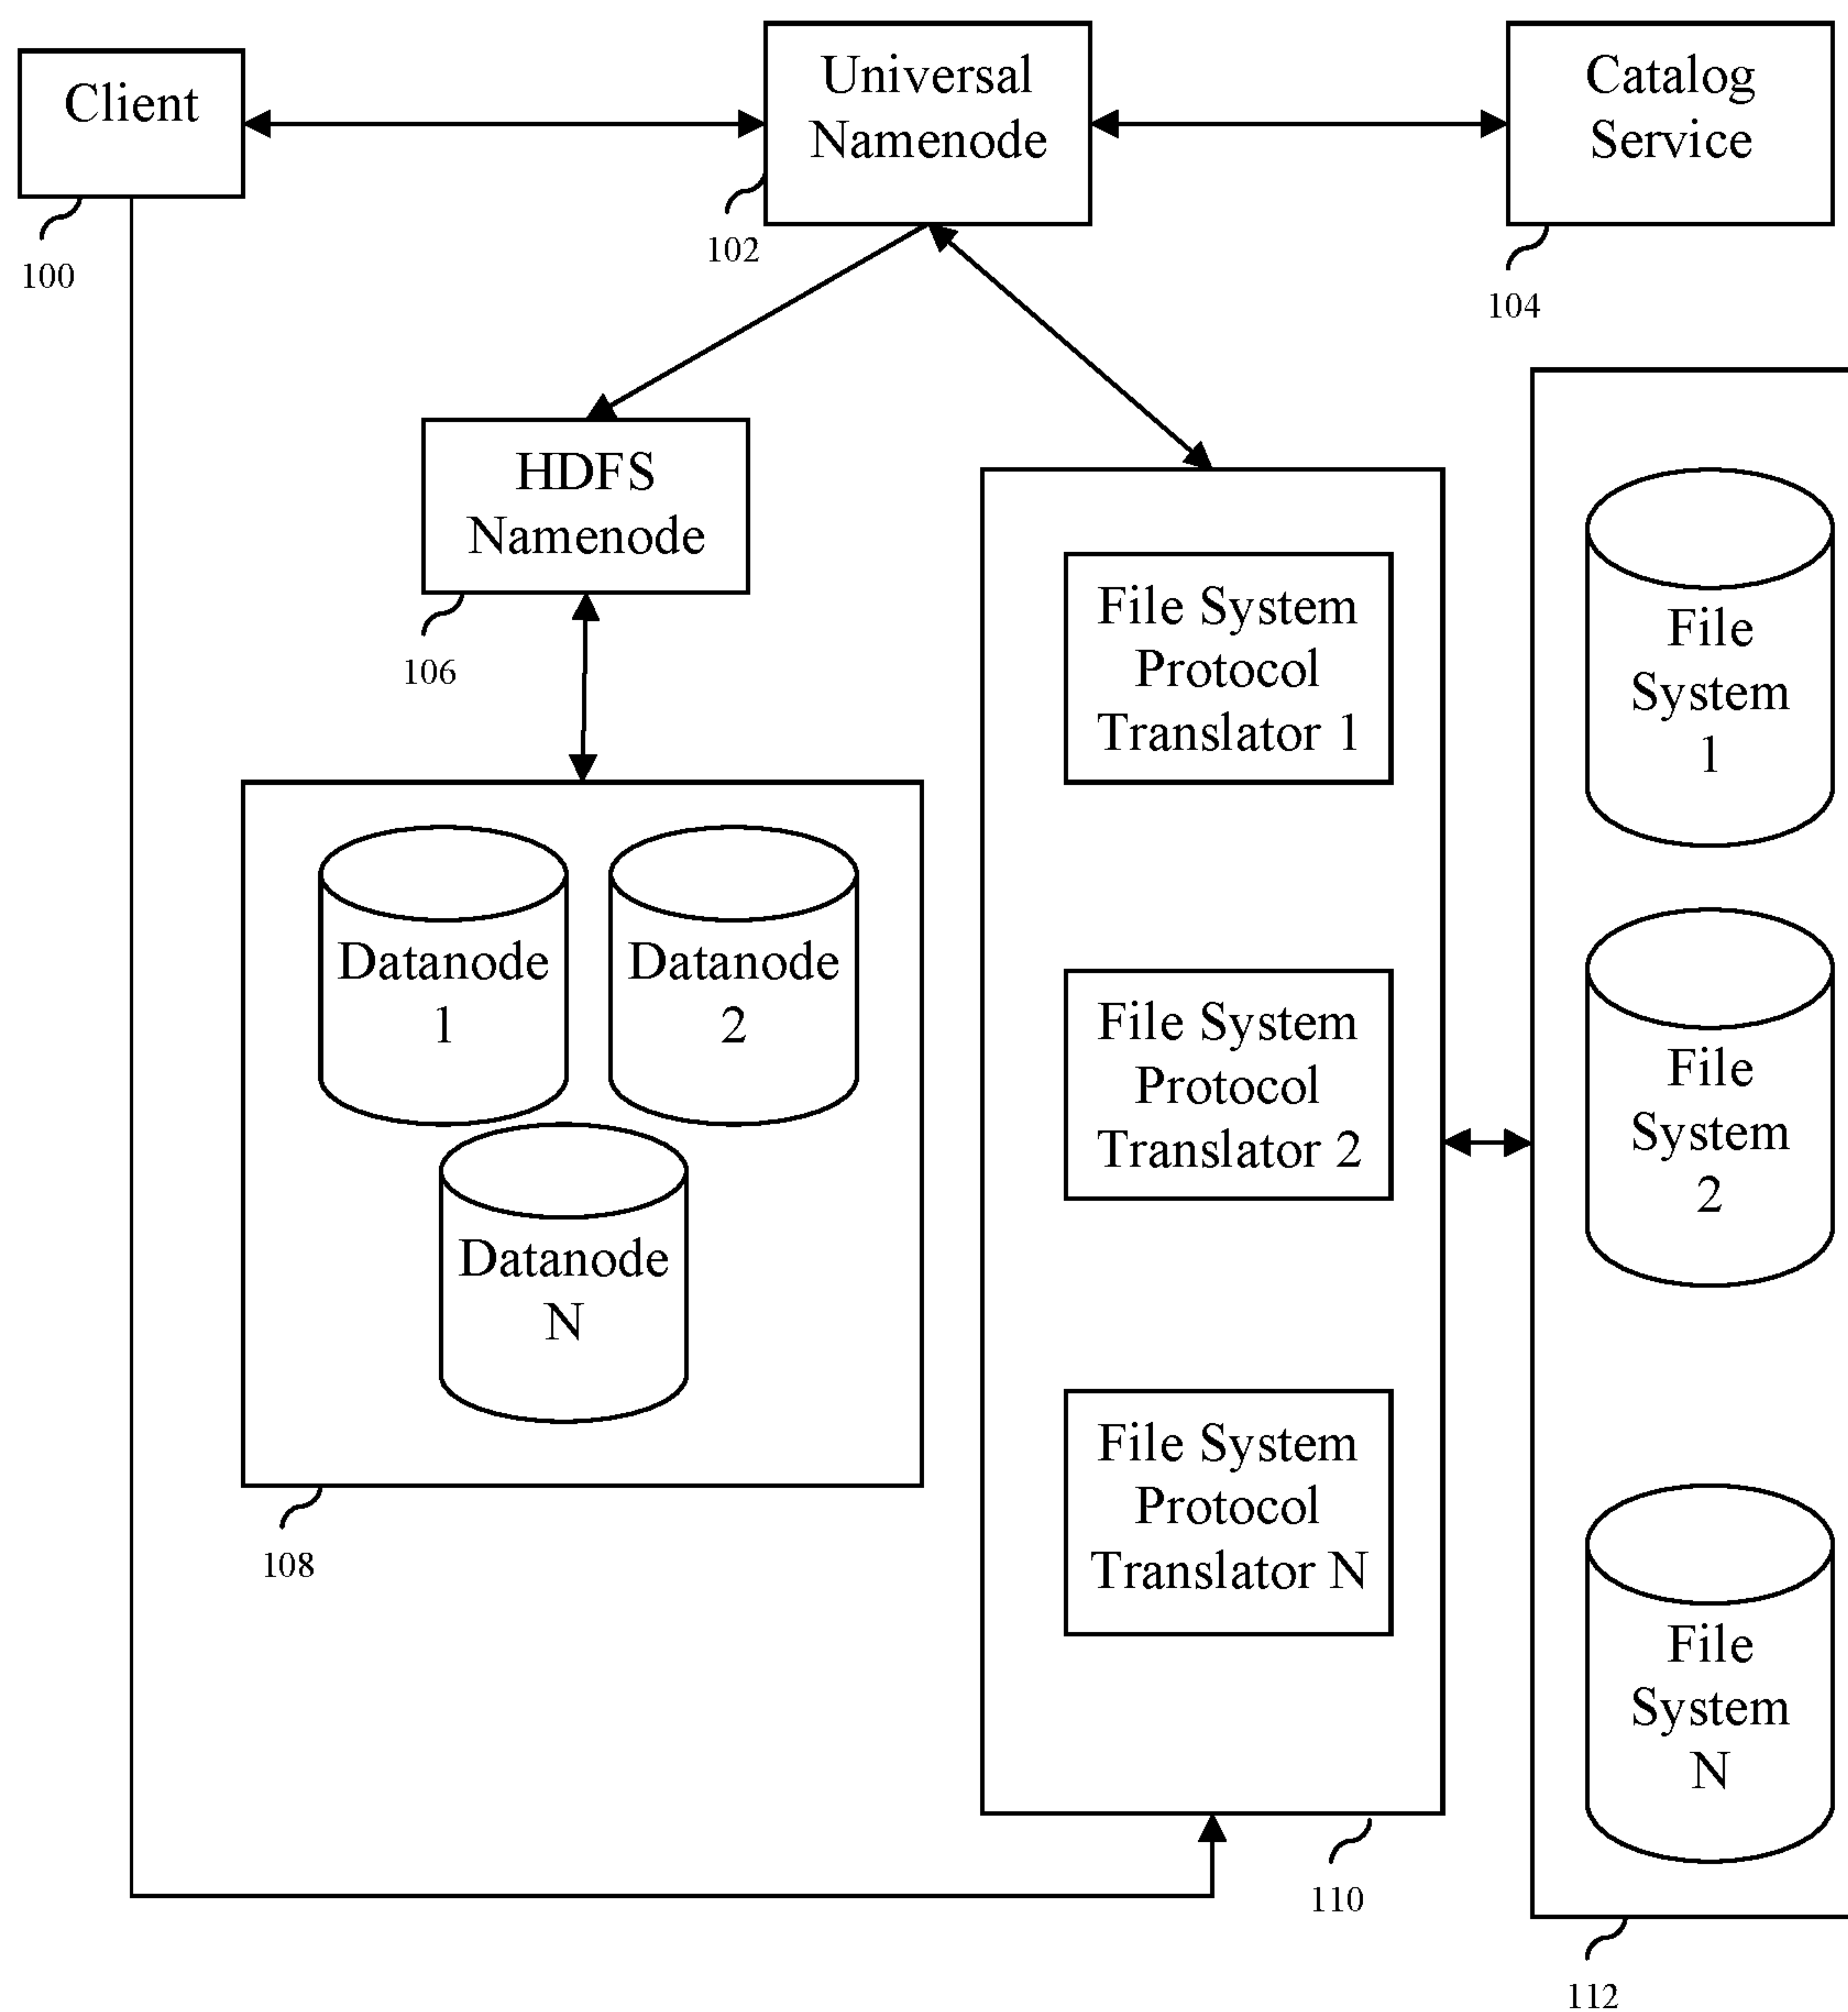 Client
100
Universal
Namenode
102
Catalog
Service
104
HDFS
Namenode
106
Datanode
1
Datanode
2
Datanode
N
108
File System
Protocol
Translator 1
File System
Protocol
Translator 2
File System
Protocol
Translator N
110
File
System
1
File
System
2
File
System
N
112